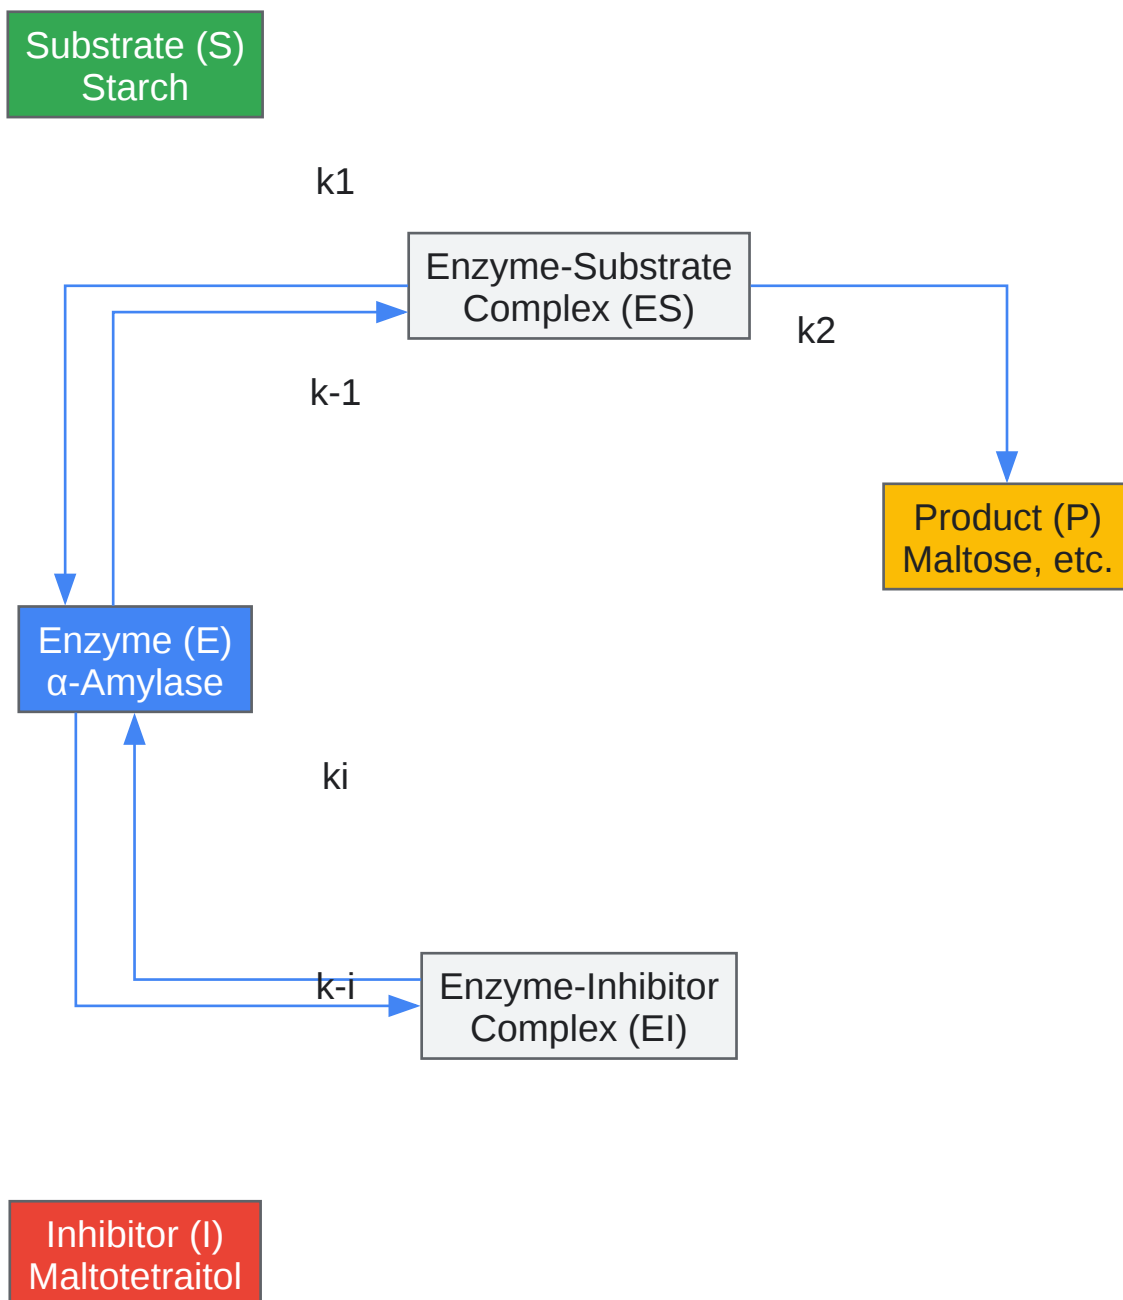 Substrate (S)
Starch
k1
Enzyme-Substrate
Complex (ES)
k2
k-1
Product (P)
Maltose, etc.
Enzyme (E)
α-Amylase
ki
k-i
Enzyme-Inhibitor
Complex (EI)
Inhibitor (I)
Maltotetraitol